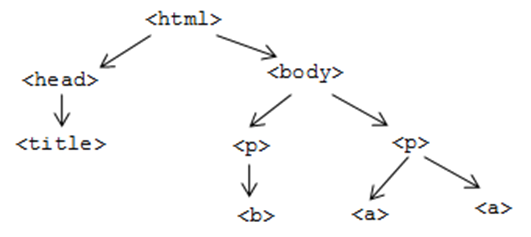 <html>
<head> <body>
<title> <p> <p>
<b> <a> <a>